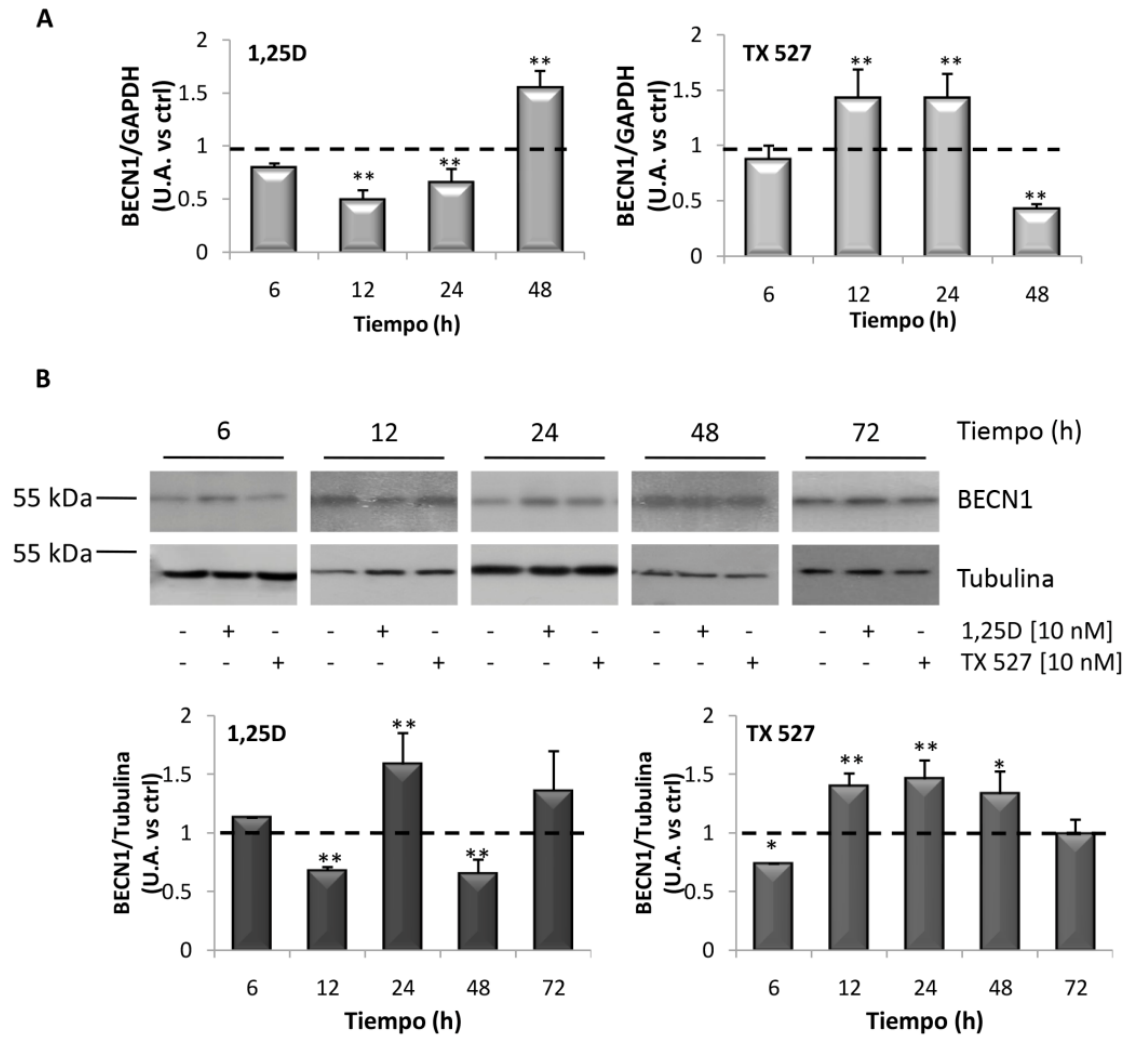 A
1,25D
BECN1/GAPDH
(U.A. vs ctrl)
2
1.5
1
0.5
0
**
**
**
6 12 24 48
Tiempo (h)
TX 527
BECN1/GAPDH
(U.A. vs ctrl)
2
1.5
1
0.5
0
**
**
**
6 12 24 48
Tiempo (h)
B
6 12 24 48 72 Tiempo (h)
55 kDa
BECN1
55 kDa
Tubulina
- + - - + - - + - - + - - + - 1,25D [10 nM]
- - + - - + - - + - - + - - + TX 527 [10 nM]
1,25D
BECN1/Tubulina
(U.A. vs ctrl)
2
1.5
1
0.5
0
**
**
**
6 12 24 48 72
Tiempo (h)
TX 527
BECN1/Tubulina
(U.A. vs ctrl)
2
1.5
1
0.5
0
*
**
**
*
6 12 24 48 72
Tiempo (h)